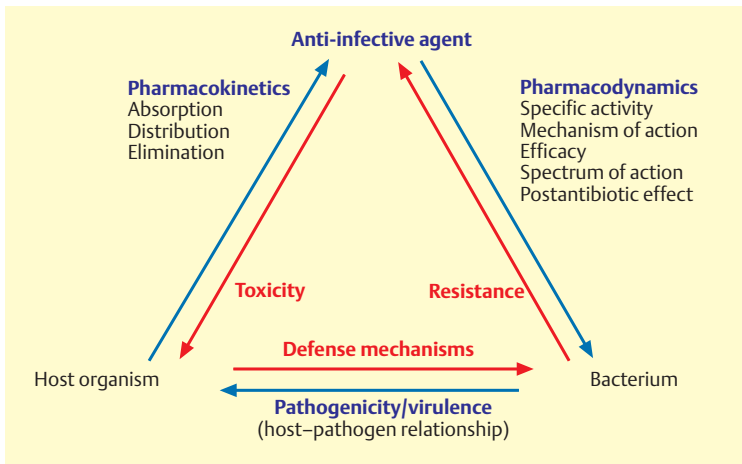 Anti-infective agent
Pharmacokinetics
Absorption
Distribution
Elimination
Pharmacodynamics
Specific activity
Mechanism of action
Efficacy
Spectrum of action
Postantibiotic effect
Toxicity
Resistance
Defense mechanisms
Host organism
Bacterium
Pathogenicity/virulence
(host–pathogen relationship)